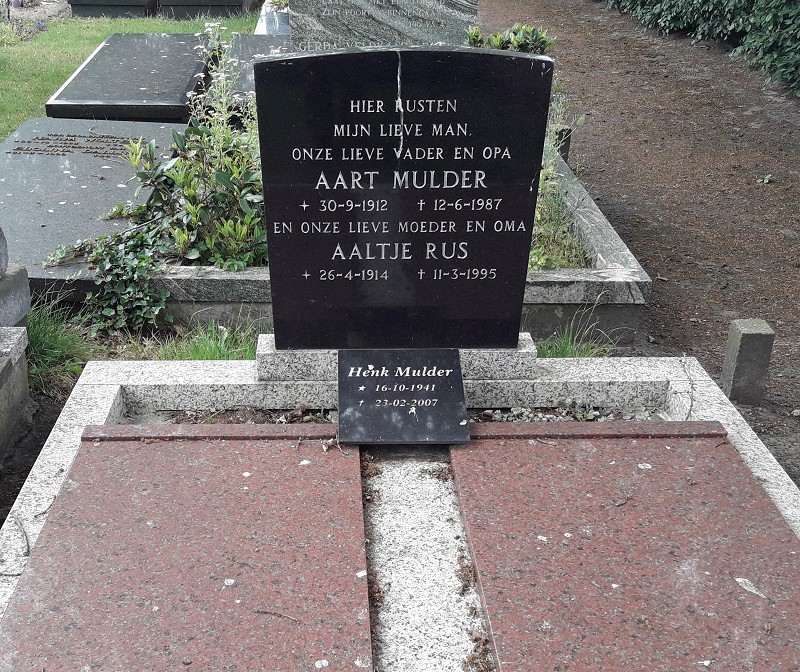 HIER RUSTEN
MIJN LIEVE MAN,
ONZE LIEVE VADER EN OPA
AART MULDER
+ 30-9-1912 † 12-6-1987
EN ONZE LIEVE MOEDER EN OMA
AALTJE RUS
+ 26-4-1914 † 11-3-1995
Henk Mulder
* 16-10-1941
† 23-02-2007
GERDA